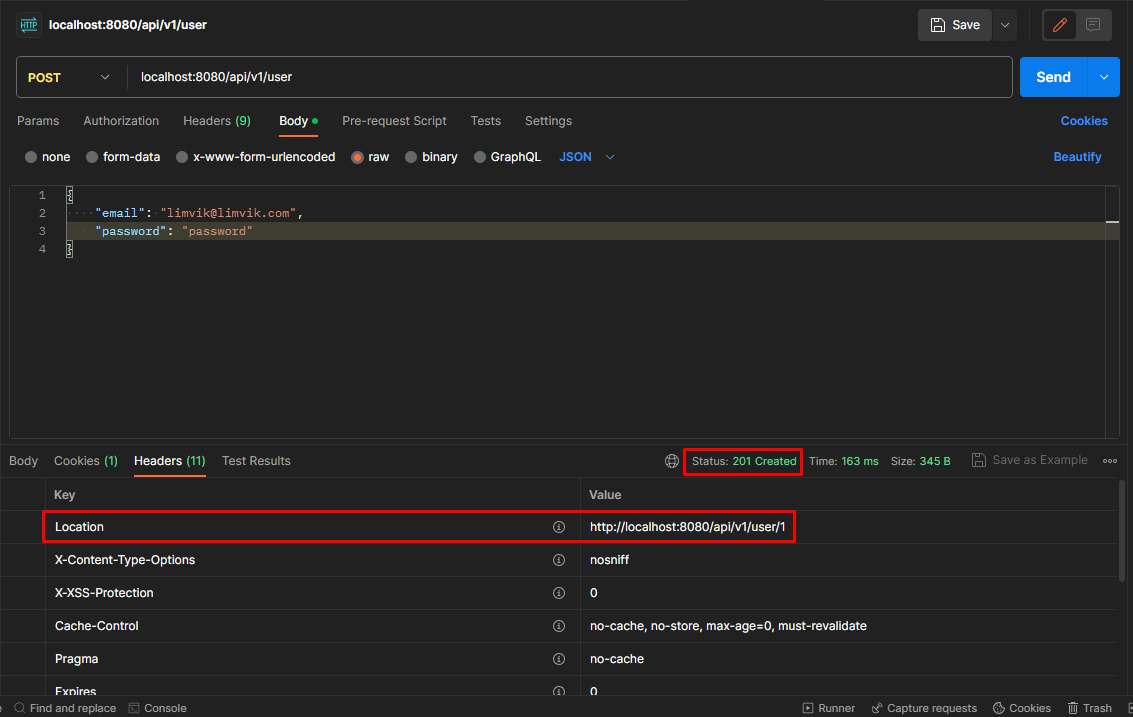 HTTP localhost:8080/api/v1/user Save
POST localhost:8080/api/v1/user Send
Params Authorization Headers (9) Body Pre-request Script Tests Settings Cookies
none form-data x-www-form-urlencoded raw binary GraphQL JSON Beautify
1 {
2 "email": "limvik@limvik.com",
3 "password": "password"
4 }
Body Cookies (1) Headers (11) Test Results Status: 201 Created Time: 163 ms Size: 345 B Save as Example
Key Value
Location http://localhost:8080/api/v1/user/1
X-Content-Type-Options nosniff
X-XSS-Protection 0
Cache-Control no-cache, no-store, max-age=0, must-revalidate
Pragma no-cache
Expires 0
Find and replace Console Runner Capture requests Cookies Trash